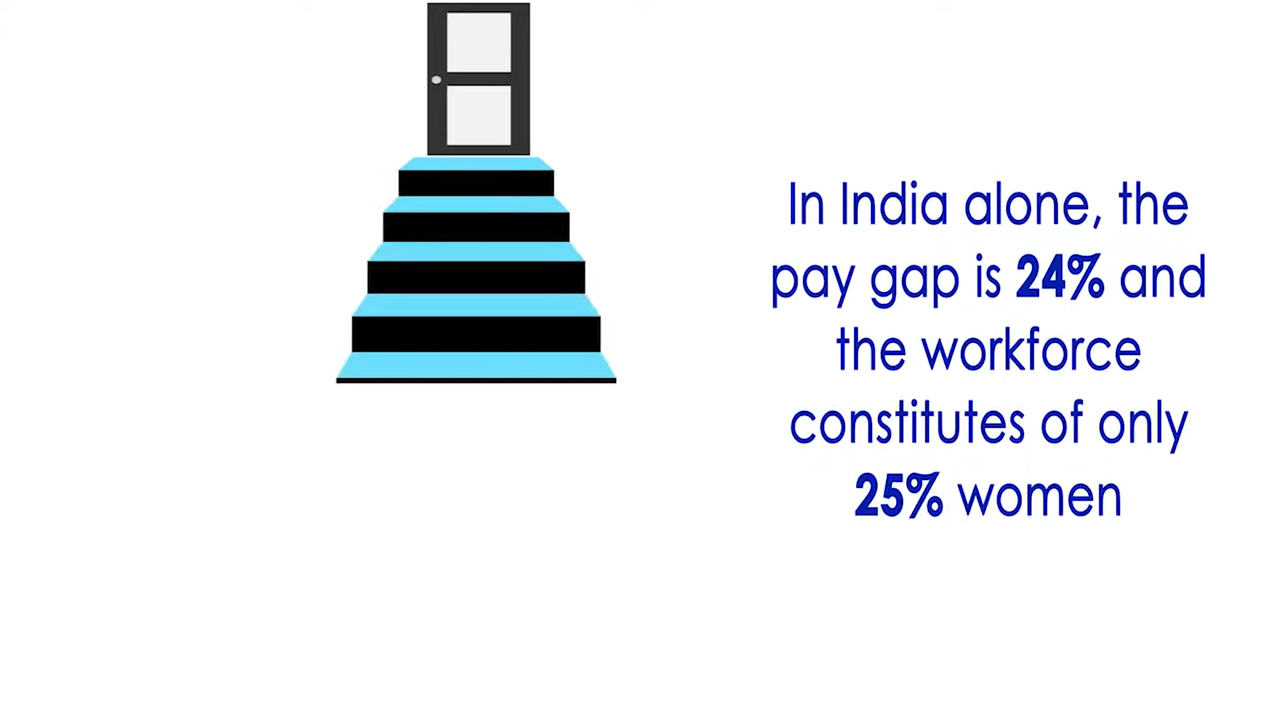 In India alone, the
pay gap is 24% and
the workforce
constitutes of only
25% women